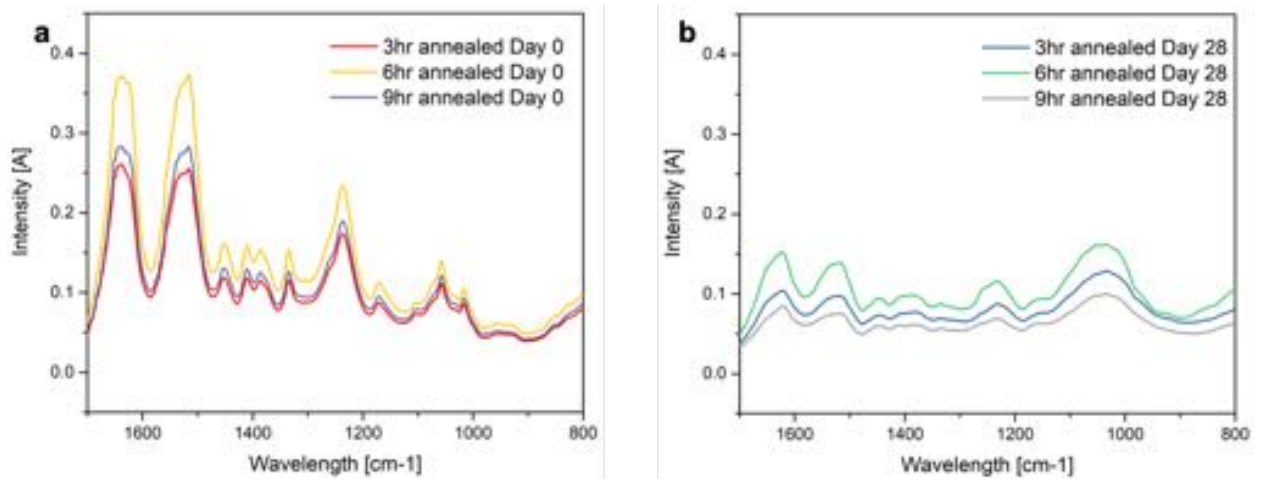 a
3hr annealed Day 0
6hr annealed Day 0
9hr annealed Day 0
0.4
0.3
0.2
0.1
0.0
Intensity [A]
1600
1400
1200
1000
800
Wavelength [cm-1]
b
3hr annealed Day 28
6hr annealed Day 28
9hr annealed Day 28
0.4
0.3
0.2
0.1
0.0
Intensity [A]
1600
1400
1200
1000
800
Wavelength [cm-1]